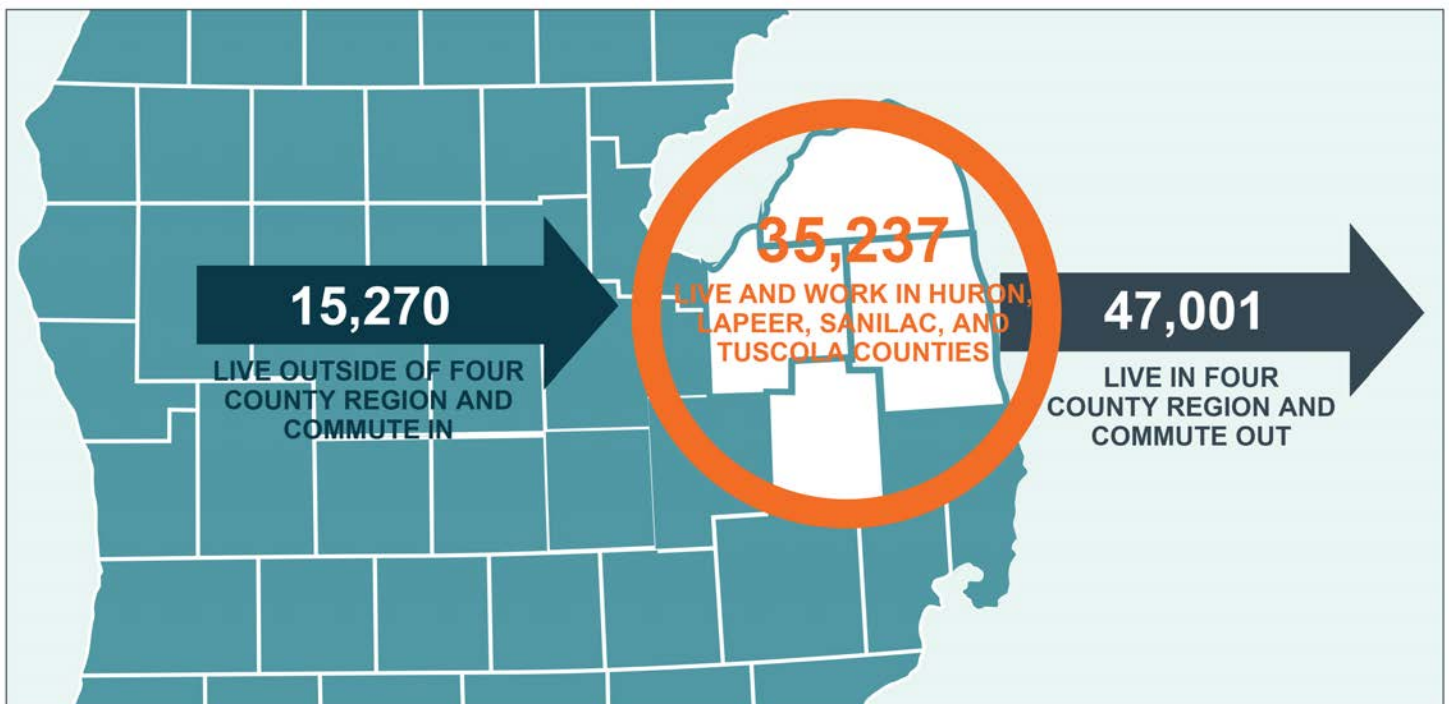 15,270
LIVE OUTSIDE OF FOUR
COUNTY REGION AND
COMMUTE IN
35,237
LIVE AND WORK IN HURON,
LAPEER, SANILAC, AND
TUSCOLA COUNTIES
47,001
LIVE IN FOUR
COUNTY REGION AND
COMMUTE OUT